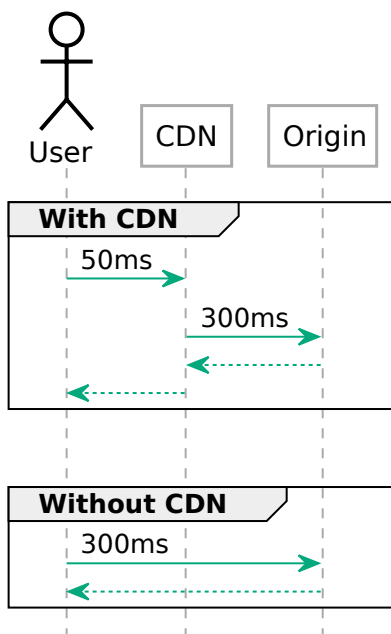 User
CDN
Origin
With CDN
50ms
300ms
Without CDN
300ms